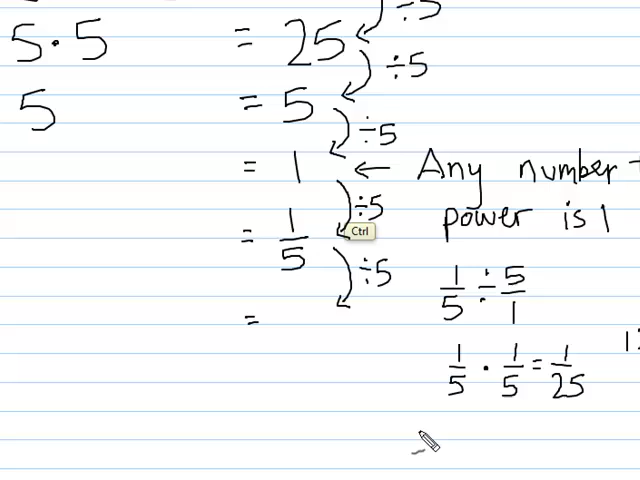 ÷5
5 · 5 = 25
÷5
5 = 5
÷5
= 1 ← Any number
÷5
power is 1
= 1/5
Ctrl
÷5
1/5 ÷ 5/1
=
1/5 · 1/5 = 1/25